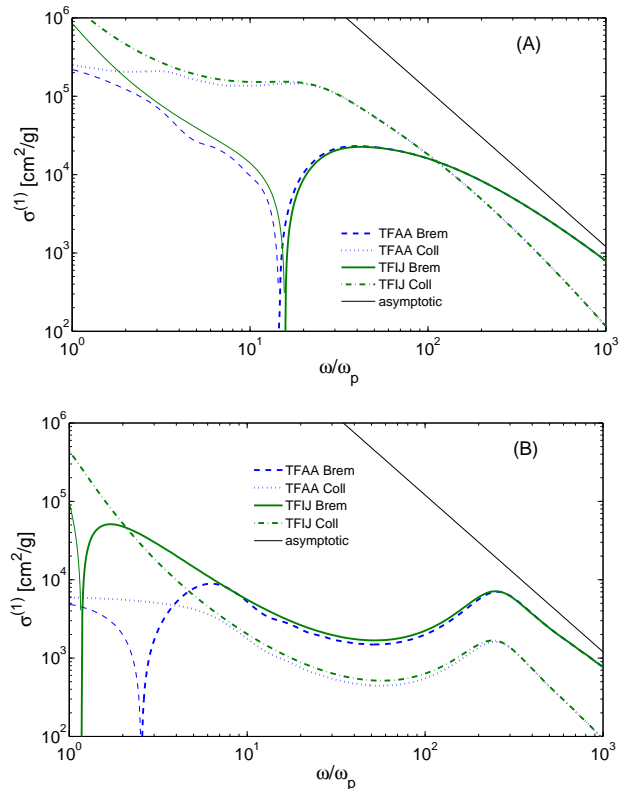 10^6
10^5
10^4
10^3
10^2
σ^(1) [cm^2/g]
(A)
TFAA Brem
TFAA Coll
TFIJ Brem
TFIJ Coll
asymptotic
10^0
10^1
10^2
10^3
ω/ω_p
10^6
10^5
10^4
10^3
10^2
σ^(1) [cm^2/g]
(B)
TFAA Brem
TFAA Coll
TFIJ Brem
TFIJ Coll
asymptotic
10^0
10^1
10^2
10^3
ω/ω_p